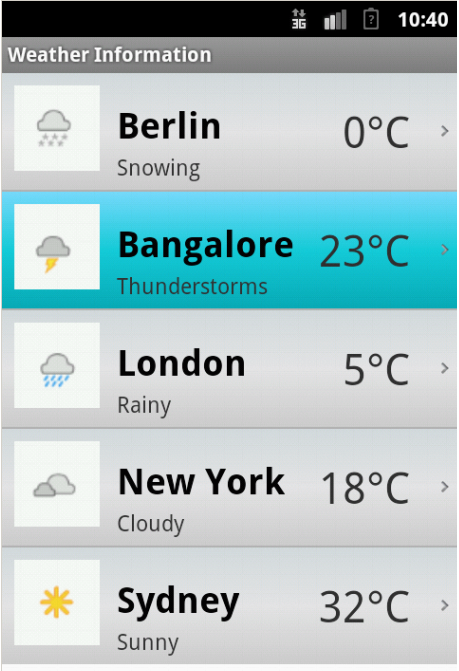 3G ? 10:40
Weather Information
Berlin 0°C
Snowing
Bangalore 23°C
Thunderstorms
London 5°C
Rainy
New York 18°C
Cloudy
Sydney 32°C
Sunny